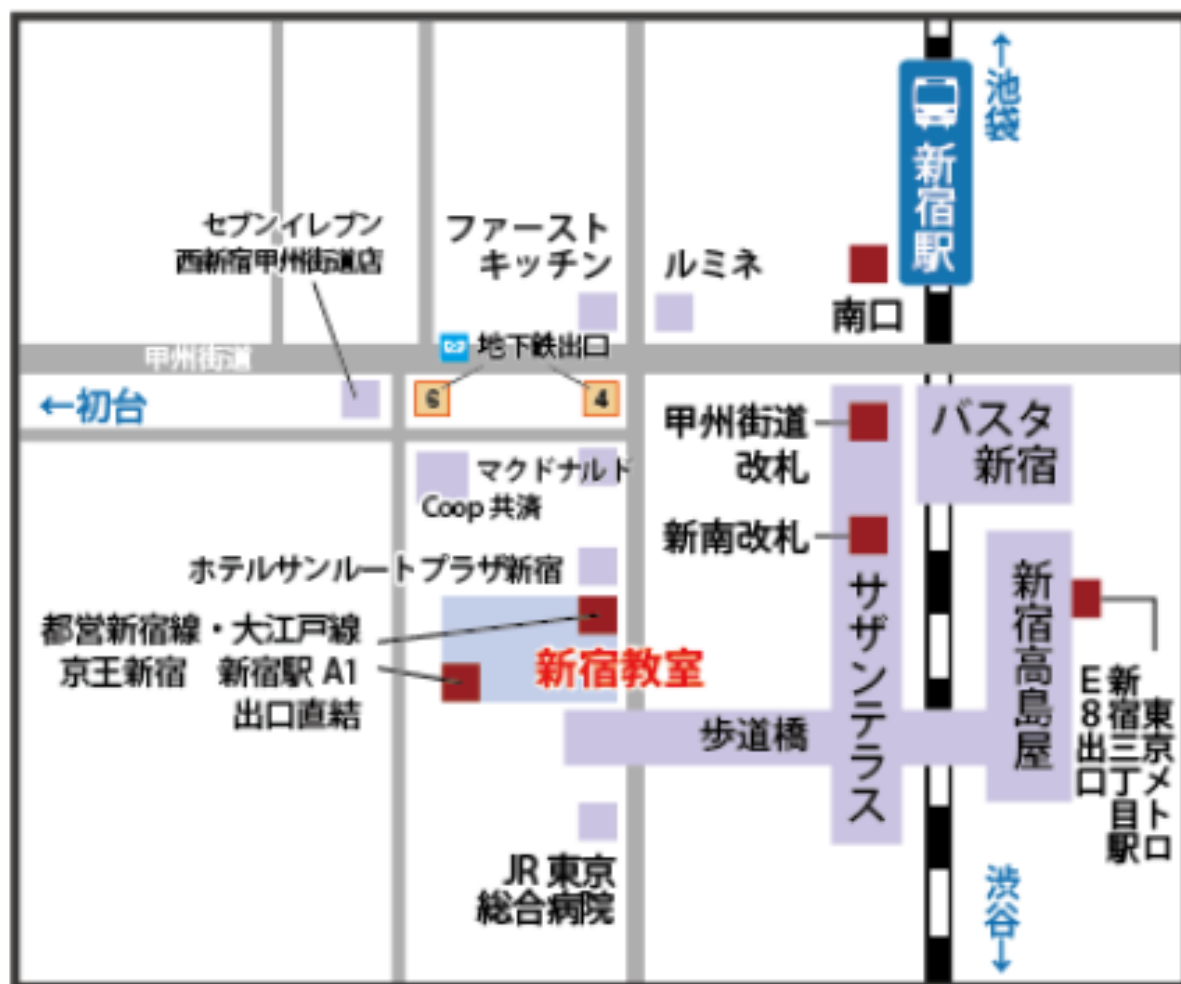 ↑池袋
新宿駅
セブンイレブン
西新宿甲州街道店
ファースト
キッチン
ルミネ
南口
甲州街道
地下鉄出口
←初台
6
4
甲州街道
改札
バスタ
新宿
マクドナルド
Coop共済
新南改札
ホテルサンルートプラザ新宿
都営新宿線・大江戸線
京王新宿 新宿駅 A1
出口直結
新宿教室
サザンテラス
新宿高島屋
東京メトロ
新宿三丁目駅
E8出口
歩道橋
JR東京
総合病院
渋谷↓